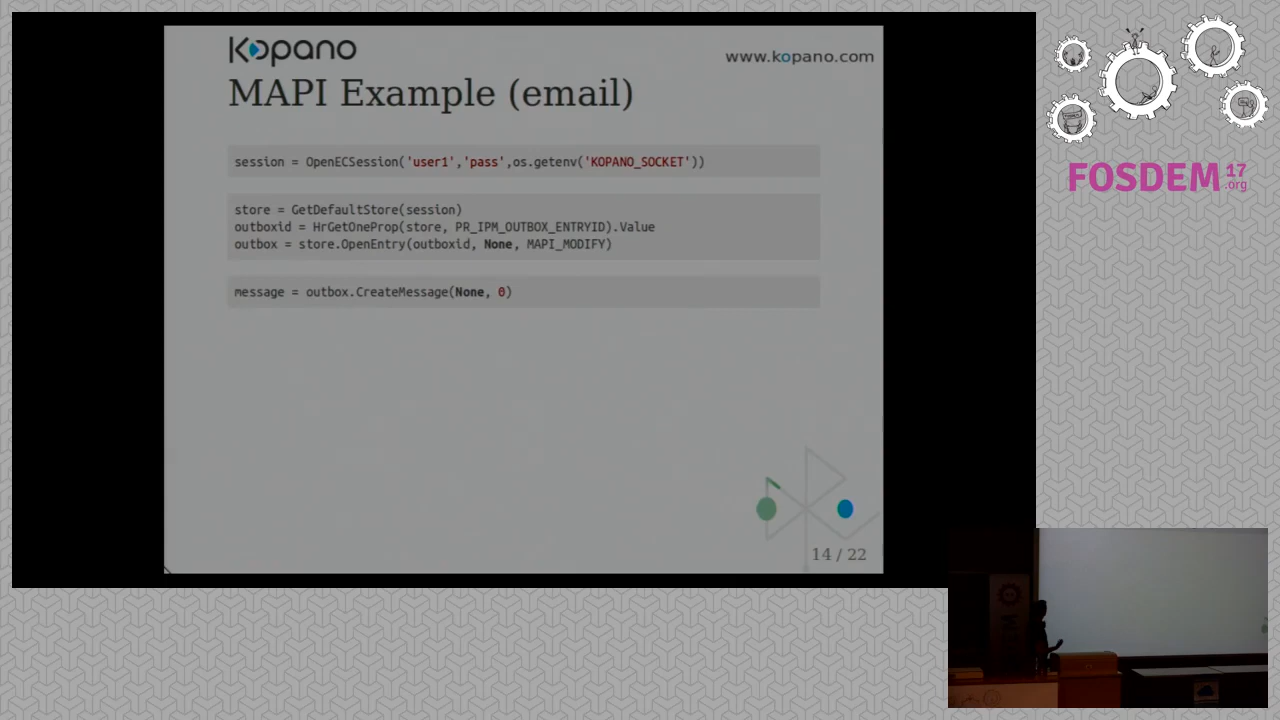 Kopano
www.kopano.com
MAPI Example (email)
session = OpenECSession('user1','pass',os.getenv('KOPANO_SOCKET'))
store = GetDefaultStore(session)
outboxid = HrGetOneProp(store, PR_IPM_OUTBOX_ENTRYID).Value
outbox = store.OpenEntry(outboxid, None, MAPI_MODIFY)
message = outbox.CreateMessage(None, 0)
14 / 22
FOSDEM 17
.org